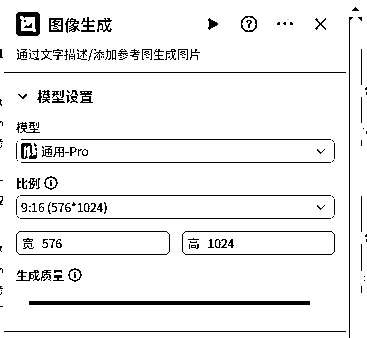 图像生成
通过文字描述/添加参考图生成图片
模型设置
模型
通用-Pro
比例
9:16 (576*1024)
宽 576
高 1024
生成质量